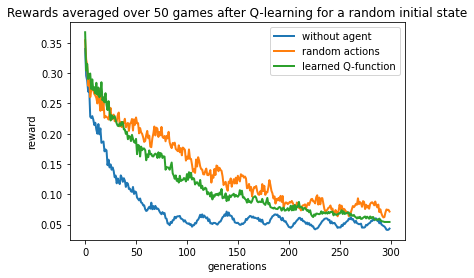 Rewards averaged over 50 games after Q-learning for a random initial state
without agent
random actions
learned Q-function
reward
0.35
0.30
0.25
0.20
0.15
0.10
0.05
0 50 100 150 200 250 300
generations